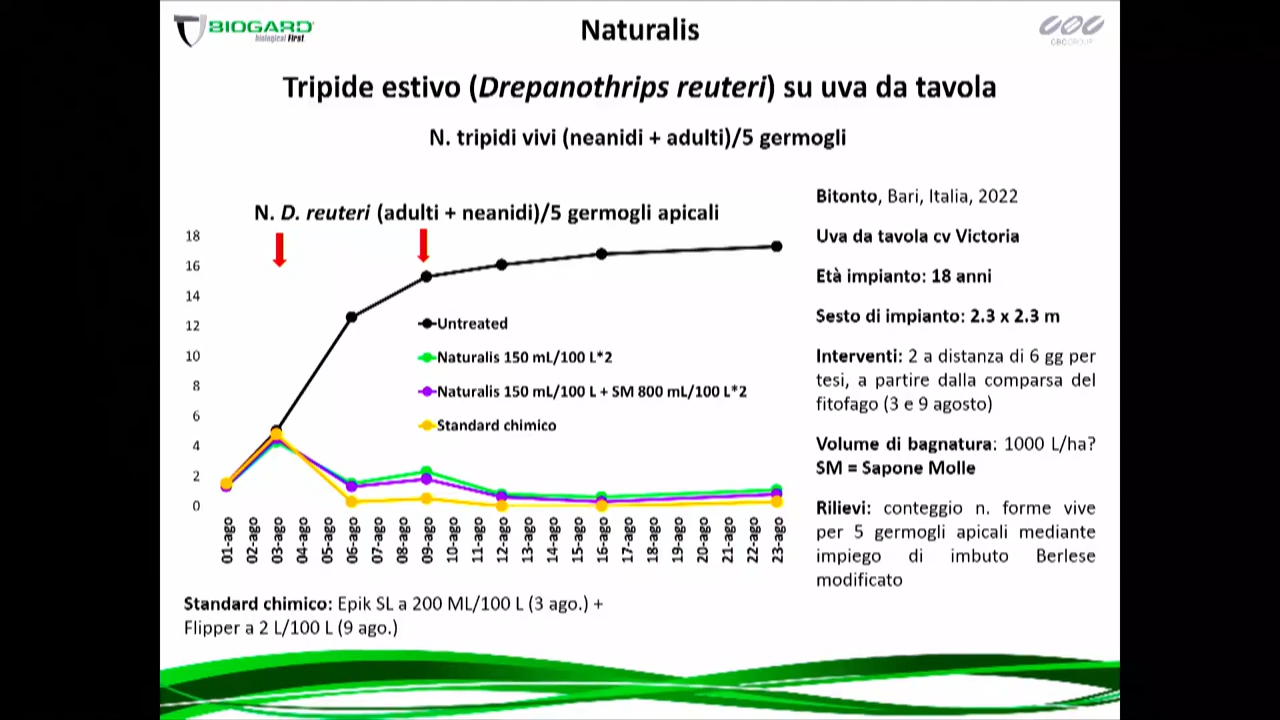 BIOGARD
biological First
Naturalis
CBC GROUP
Tripide estivo (Drepanothrips reuteri) su uva da tavola
N. tripidi vivi (neanidi + adulti)/5 germogli
N. D. reuteri (adulti + neanidi)/5 germogli apicali
18
16
14
12
10
8
6
4
2
0
Untreated
Naturalis 150 mL/100 L*2
Naturalis 150 mL/100 L + SM 800 mL/100 L*2
Standard chimico
01-ago
02-ago
03-ago
04-ago
05-ago
06-ago
07-ago
08-ago
09-ago
10-ago
11-ago
12-ago
13-ago
14-ago
15-ago
16-ago
17-ago
18-ago
19-ago
20-ago
21-ago
22-ago
23-ago
Standard chimico: Epik SL a 200 ML/100 L (3 ago.) +
Flipper a 2 L/100 L (9 ago.)
Bitonto, Bari, Italia, 2022
Uva da tavola cv Victoria
Età impianto: 18 anni
Sesto di impianto: 2.3 x 2.3 m
Interventi: 2 a distanza di 6 gg per
tesi, a partire dalla comparsa del
fitofago (3 e 9 agosto)
Volume di bagnatura: 1000 L/ha?
SM = Sapone Molle
Rilievi: conteggio n. forme vive
per 5 germogli apicali mediante
impiego di imbuto Berlese
modificato